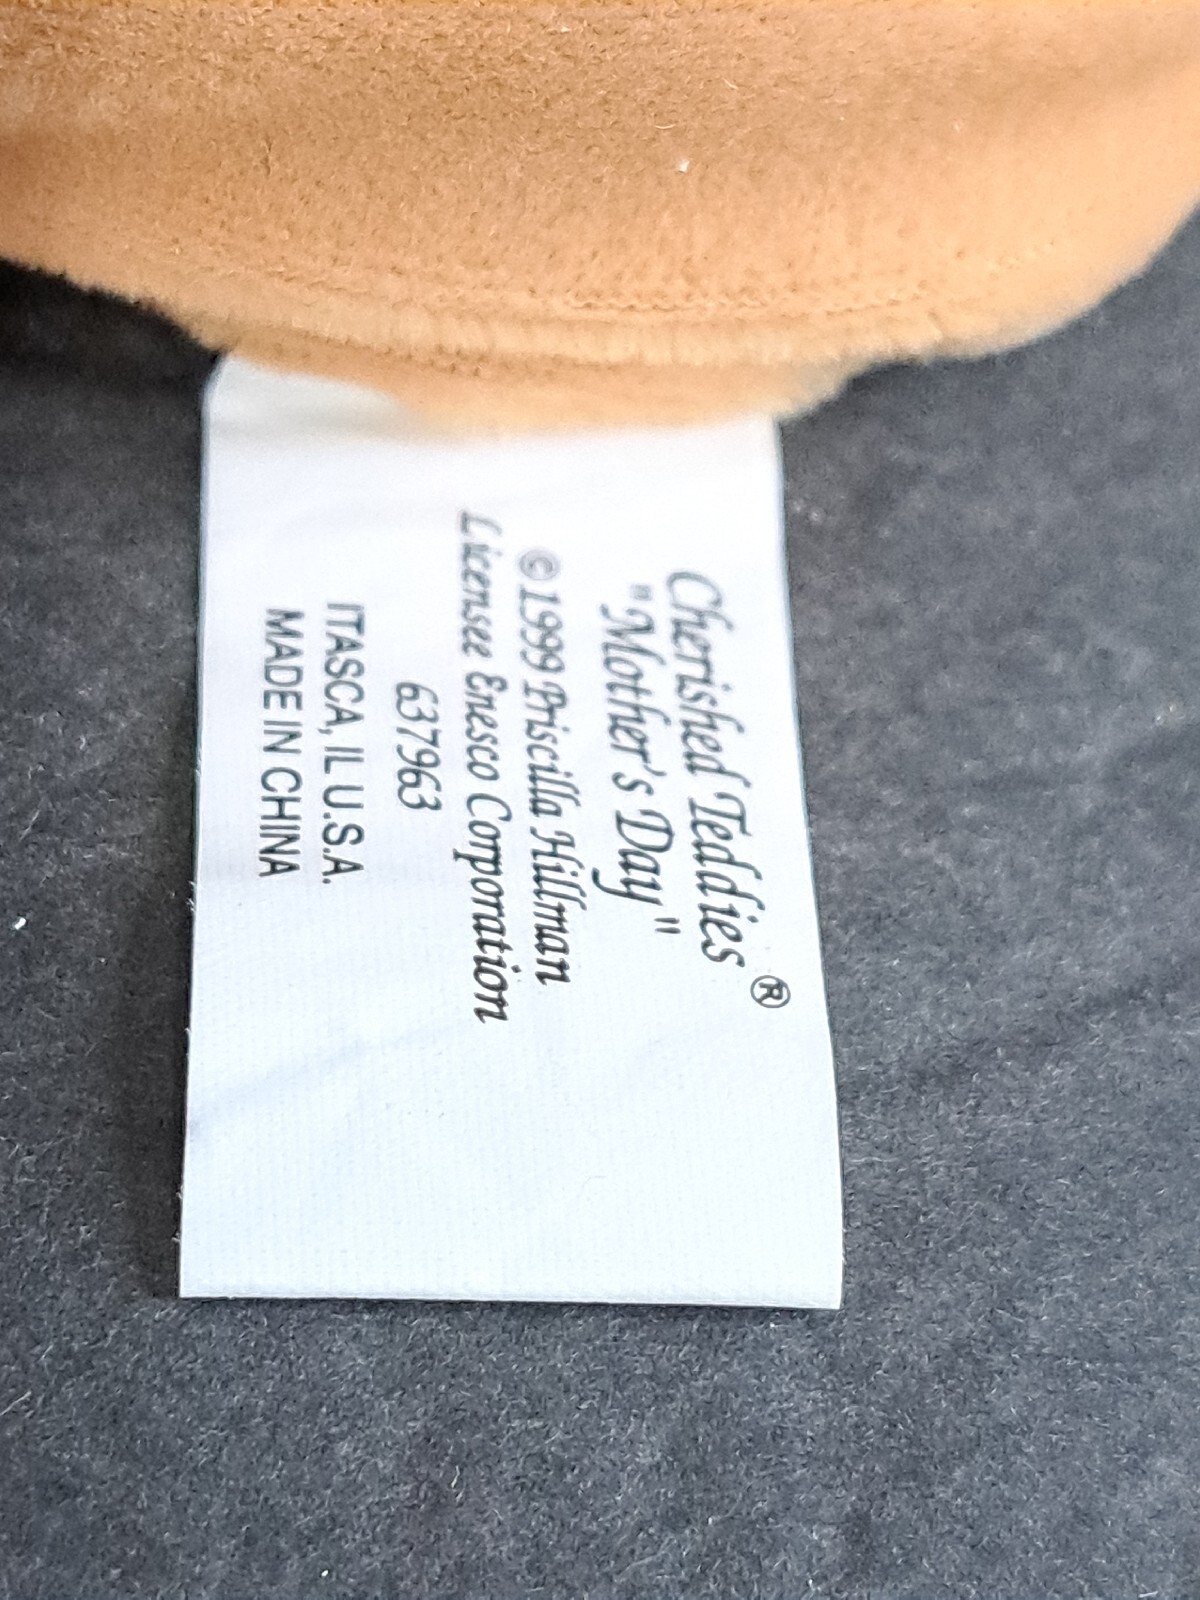 Cherished Teddies ®
"Mother's Day"
© 1999 Priscilla Hillman
Licensee Enesco Corporation
637963
ITASCA, IL U.S.A.
MADE IN CHINA